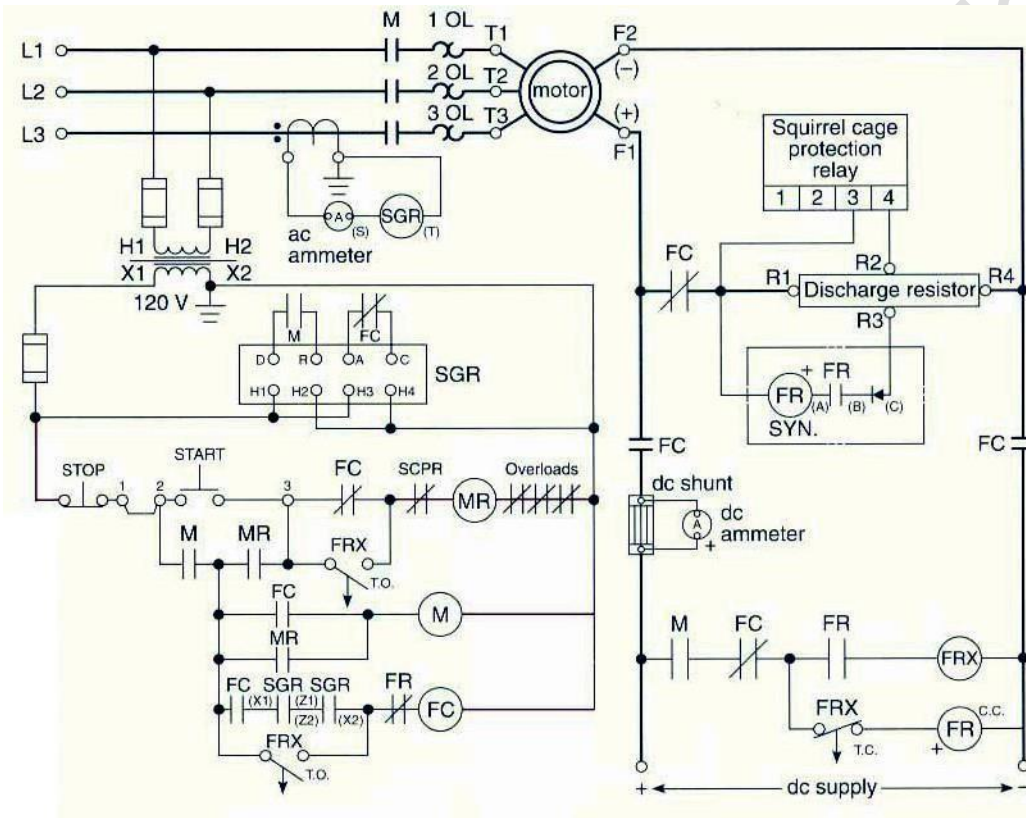 M 1 OL T1 F2
L1 (−)
L2 2 OL T2 motor
L3 3 OL T3 (+)
F1
Squirrel cage
protection
relay
1 2 3 4
A (S) SGR (T)
ac
ammeter
H1 H2
X1 X2
120 V
FC
R1 R2 Discharge resistor R4
R3
M FC
D R A C
H1 H2 H3 H4
SGR
+ FR
FR (A) (B) (C)
SYN.
FC FC
STOP 1 2 START 3 FC SCPR MR Overloads
dc shunt
A dc
ammeter
+
M MR FRX
T.O.
FC
M
MR
FC SGR SGR FR
(X1) (Z1) (Z2) (X2) FC
FRX
T.O.
M FC FR FRX
FRX C.C.
T.C. + FR
+ dc supply −